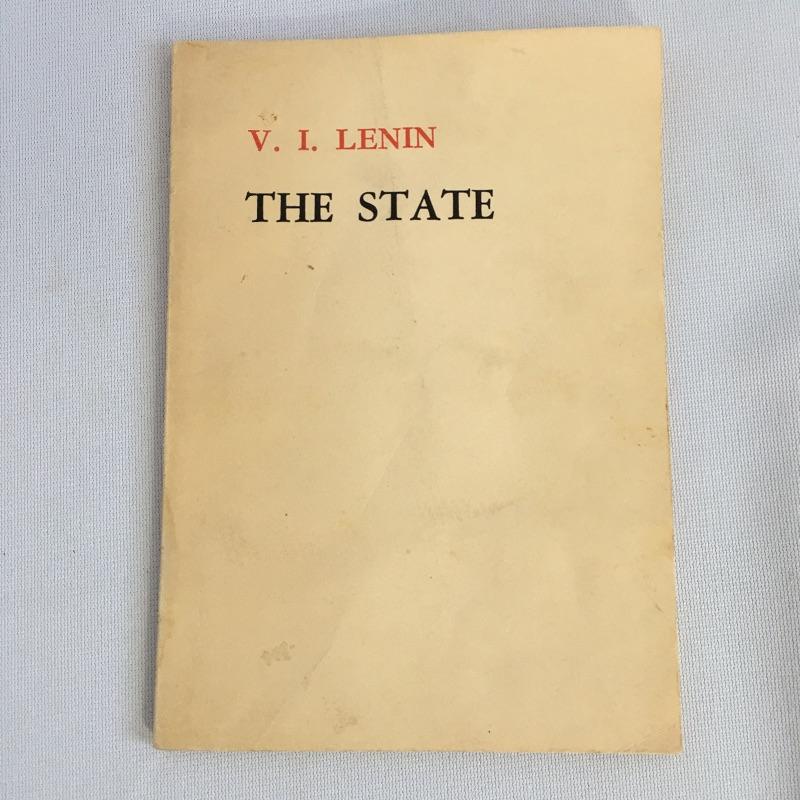 V. I. LENIN
THE STATE